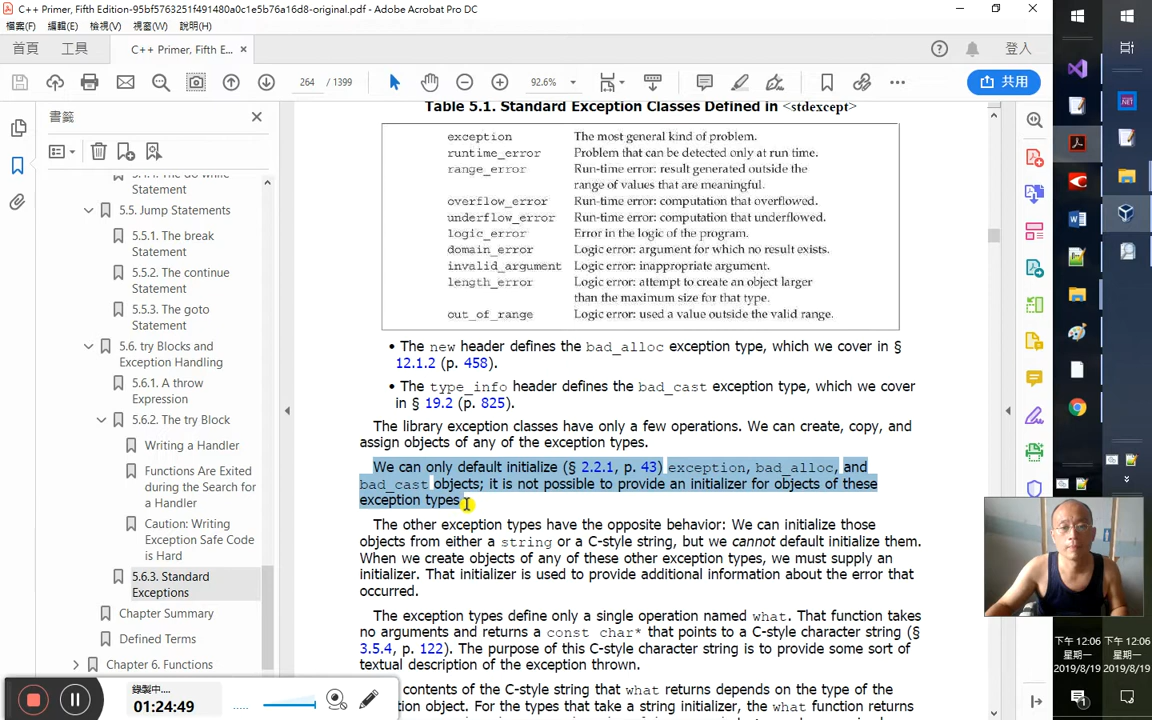 C++ Primer, Fifth Edition-95bf5763251f491480a0c1e5b76a16d8-original.pdf - Adobe Acrobat Pro DC
檔案(F) 編輯(E) 檢視(V) 視窗(W) 說明(H)
首頁 工具 C++ Primer, Fifth E... × 登入
264 / 1399 92.6% 共用
書籤
5.4.4. The do while
Statement
5.5. Jump Statements
5.5.1. The break
Statement
5.5.2. The continue
Statement
5.5.3. The goto
Statement
5.6. try Blocks and
Exception Handling
5.6.1. A throw
Expression
5.6.2. The try Block
Writing a Handler
Functions Are Exited
during the Search for
a Handler
Caution: Writing
Exception Safe Code
is Hard
5.6.3. Standard
Exceptions
Chapter Summary
Defined Terms
Chapter 6. Functions
Table 5.1. Standard Exception Classes Defined in <stdexcept>
exception The most general kind of problem.
runtime_error Problem that can be detected only at run time.
range_error Run-time error: result generated outside the
range of values that are meaningful.
overflow_error Run-time error: computation that overflowed.
underflow_error Run-time error: computation that underflowed.
logic_error Error in the logic of the program.
domain_error Logic error: argument for which no result exists.
invalid_argument Logic error: inappropriate argument.
length_error Logic error: attempt to create an object larger
than the maximum size for that type.
out_of_range Logic error: used a value outside the valid range.
• The new header defines the bad_alloc exception type, which we cover in §
12.1.2 (p. 458).
• The type_info header defines the bad_cast exception type, which we cover
in § 19.2 (p. 825).
The library exception classes have only a few operations. We can create, copy, and
assign objects of any of the exception types.
We can only default initialize (§ 2.2.1, p. 43) exception, bad_alloc, and
bad_cast objects; it is not possible to provide an initializer for objects of these
exception types
The other exception types have the opposite behavior: We can initialize those
objects from either a string or a C-style string, but we cannot default initialize them.
When we create objects of any of these other exception types, we must supply an
initializer. That initializer is used to provide additional information about the error that
occurred.
The exception types define only a single operation named what. That function takes
no arguments and returns a const char* that points to a C-style character string (§
3.5.4, p. 122). The purpose of this C-style character string is to provide some sort of
textual description of the exception thrown.
contents of the C-style string that what returns depends on the type of the
tion object. For the types that take a string initializer, the what function returns
錄製中...
01:24:49
下午 12:06 下午 12:06
星期一 星期一
2019/8/19 2019/8/19